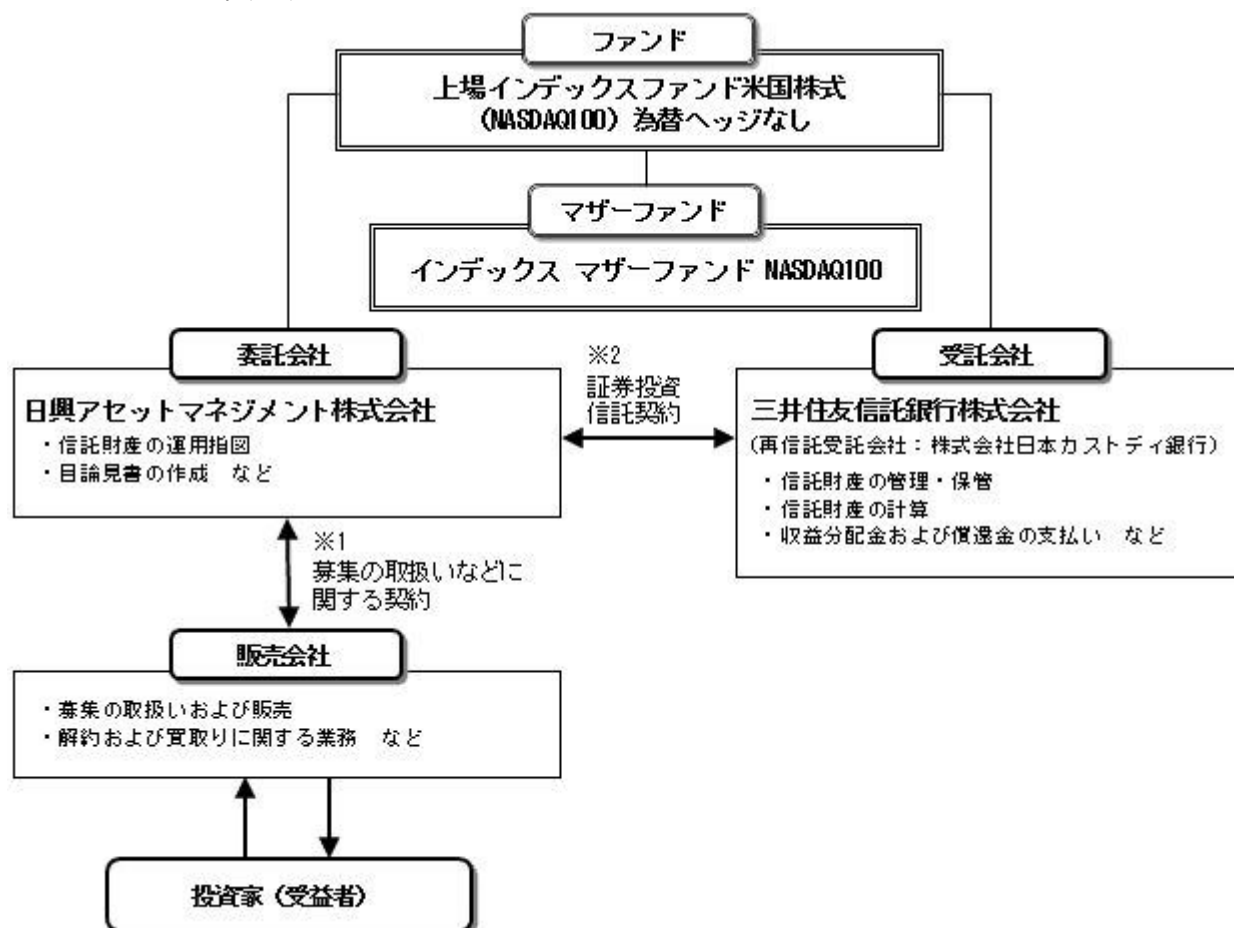 ファンド
上場インデックスファンド米国株式
(NASDAQ100) 為替ヘッジなし
マザーファンド
インデックス マザーファンド NASDAQ100
委託会社
日興アセットマネジメント株式会社
・信託財産の運用指図
・目論見書の作成 など
※2
証券投資
信託契約
受託会社
三井住友信託銀行株式会社
(再信託受託会社:株式会社日本カストディ銀行)
・信託財産の管理・保管
・信託財産の計算
・収益分配金および償還金の支払い など
※1
募集の取扱いなどに
関する契約
販売会社
・募集の取扱いおよび販売
・解約および買取りに関する業務 など
投資家(受益者)